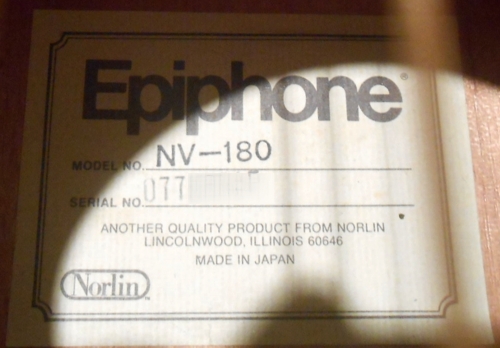 Epiphone®
MODEL NO. NV-180
SERIAL NO. 077
ANOTHER QUALITY PRODUCT FROM NORLIN
LINCOLNWOOD, ILLINOIS 60646
MADE IN JAPAN
Norlin